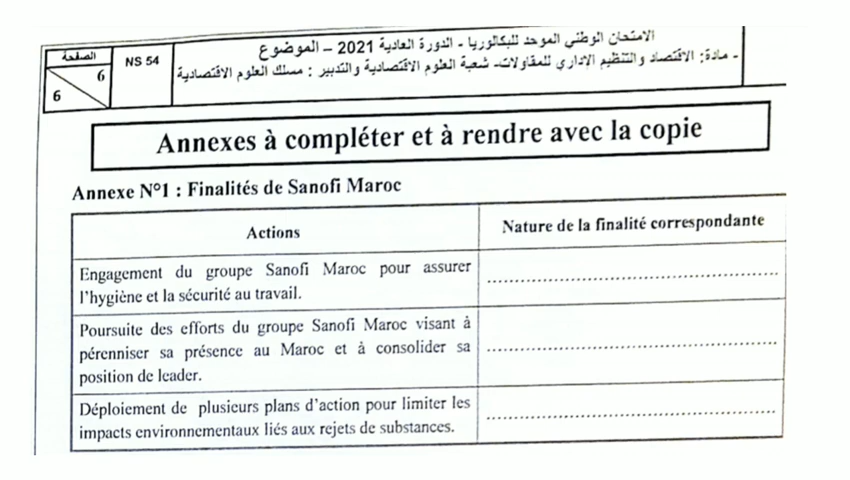 الصفحة
6
6
NS 54
الامتحان الوطني الموحد للبكالوريا - الدورة العادية 2021 – الموضوع
- مادة: الاقتصاد والتنظيم الاداري للمقاولات- شعبة العلوم الاقتصادية والتدبير : مسلك العلوم الاقتصادية
Annexes à compléter et à rendre avec la copie
Annexe N°1 : Finalités de Sanofi Maroc
Actions
Nature de la finalité correspondante
Engagement du groupe Sanofi Maroc pour assurer
l'hygiène et la sécurité au travail.
Poursuite des efforts du groupe Sanofi Maroc visant à
pérenniser sa présence au Maroc et à consolider sa
position de leader.
Déploiement de plusieurs plans d'action pour limiter les
impacts environnementaux liés aux rejets de substances.